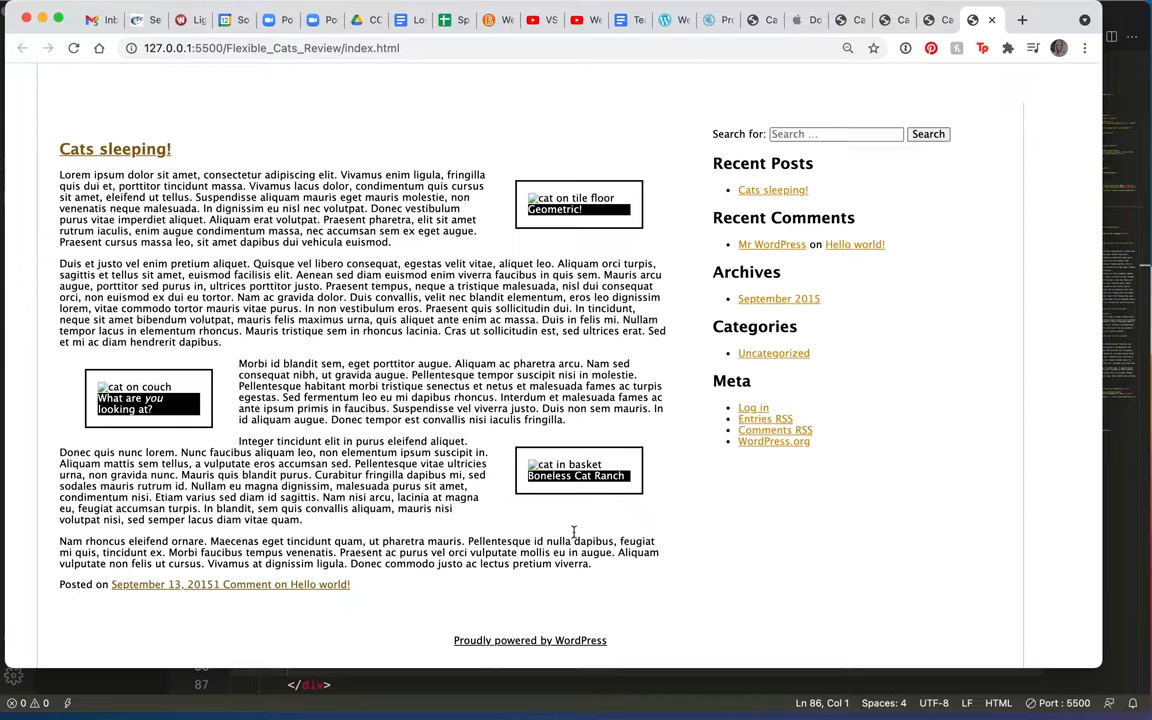 Inb
Se
Lig
So
Po
Po
CC
Lo
Sp
We
VS
We
Te
We
Pro
Ca
Do
Ca
Ca
Ca
127.0.0.1:5500/Flexible_Cats_Review/index.html
Cats sleeping!
Lorem ipsum dolor sit amet, consectetur adipiscing elit. Vivamus enim ligula, fringilla
quis dui et, porttitor tincidunt massa. Vivamus lacus dolor, condimentum quis cursus
sit amet, eleifend ut tellus. Suspendisse aliquam mauris eget mauris molestie, non
venenatis neque malesuada. In dignissim eu nisl nec volutpat. Donec vestibulum
purus vitae imperdiet aliquet. Aliquam erat volutpat. Praesent pharetra, elit sit amet
rutrum iaculis, enim augue condimentum massa, nec accumsan sem ex eget augue.
Praesent cursus massa leo, sit amet dapibus dui vehicula euismod.
cat on tile floor
Geometric!
Duis et justo vel enim pretium aliquet. Quisque vel libero consequat, egestas velit vitae, aliquet leo. Aliquam orci turpis,
sagittis et tellus sit amet, euismod facilisis elit. Aenean sed diam euismod enim viverra faucibus in quis sem. Mauris arcu
augue, porttitor sed purus in, ultrices porttitor justo. Praesent tempus, neque a tristique malesuada, nisl dui consequat
orci, non euismod ex dui eu tortor. Nam ac gravida dolor. Duis convallis, velit nec blandit elementum, eros leo dignissim
lorem, vitae commodo tortor mauris vitae purus. In non vestibulum eros. Praesent quis sollicitudin dui. In tincidunt,
neque sit amet bibendum volutpat, mauris felis maximus urna, quis aliquet ante enim ac massa. Duis in felis mi. Nullam
tempor lacus in elementum rhoncus. Mauris tristique sem in rhoncus lacinia. Cras ut sollicitudin est, sed ultrices erat. Sed
et mi ac diam hendrerit dapibus.
cat on couch
What are you
looking at?
Morbi id blandit sem, eget porttitor augue. Aliquam ac pharetra arcu. Nam sed
consequat nibh, ut gravida augue. Pellentesque tempor suscipit nisi in molestie.
Pellentesque habitant morbi tristique senectus et netus et malesuada fames ac turpis
egestas. Sed fermentum leo eu mi dapibus rhoncus. Interdum et malesuada fames ac
ante ipsum primis in faucibus. Suspendisse vel viverra justo. Duis non sem mauris. In
id aliquam augue. Donec tempor est convallis nisi iaculis fringilla.
Integer tincidunt elit in purus eleifend aliquet.
Donec quis nunc lorem. Nunc faucibus aliquam leo, non elementum ipsum suscipit in.
Aliquam mattis sem tellus, a vulputate eros accumsan sed. Pellentesque vitae ultricies
urna, non gravida nunc. Mauris quis blandit purus. Curabitur fringilla dapibus mi, sed
sodales mauris rutrum id. Nullam eu magna dignissim, malesuada purus sit amet,
condimentum nisi. Etiam varius sed diam id sagittis. Nam nisi arcu, lacinia at magna
eu, feugiat accumsan turpis. In blandit, sem quis convallis aliquam, mauris nisi
volutpat nisi, sed semper lacus diam vitae quam.
cat in basket
Boneless Cat Ranch
Nam rhoncus eleifend ornare. Maecenas eget tincidunt quam, ut pharetra mauris. Pellentesque id nulla dapibus, feugiat
mi quis, tincidunt ex. Morbi faucibus tempus venenatis. Praesent ac purus vel orci vulputate mollis eu in augue. Aliquam
vulputate non felis ut cursus. Vivamus at dignissim ligula. Donec commodo justo ac lectus pretium viverra.
Posted on September 13, 20151 Comment on Hello world!
Search for: Search … Search
Recent Posts
Cats sleeping!
Recent Comments
Mr WordPress on Hello world!
Archives
September 2015
Categories
Uncategorized
Meta
Log in
Entries RSS
Comments RSS
WordPress.org
Proudly powered by WordPress
87 </div>
0 0 Ln 86, Col 1 Spaces: 4 UTF-8 LF HTML Port : 5500